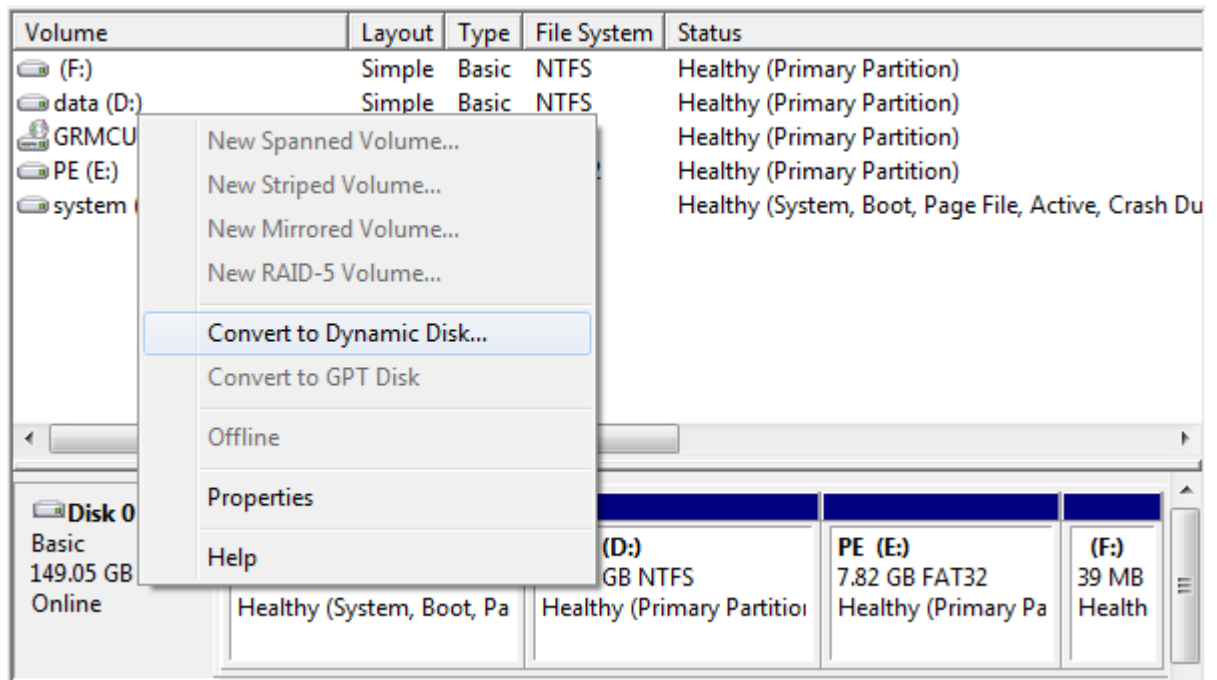 Volume Layout Type File System Status
(F:) Simple Basic NTFS Healthy (Primary Partition)
data (D:) Simple Basic NTFS Healthy (Primary Partition)
GRMCU Healthy (Primary Partition)
PE (E:) Healthy (Primary Partition)
system ( Healthy (System, Boot, Page File, Active, Crash Du
New Spanned Volume...
New Striped Volume...
New Mirrored Volume...
New RAID-5 Volume...
Convert to Dynamic Disk...
Convert to GPT Disk
Offline
Properties
Help
Disk 0
Basic
149.05 GB
Online
Healthy (System, Boot, Pa
(D:)
GB NTFS
Healthy (Primary Partition
PE (E:)
7.82 GB FAT32
Healthy (Primary Pa
(F:)
39 MB
Health